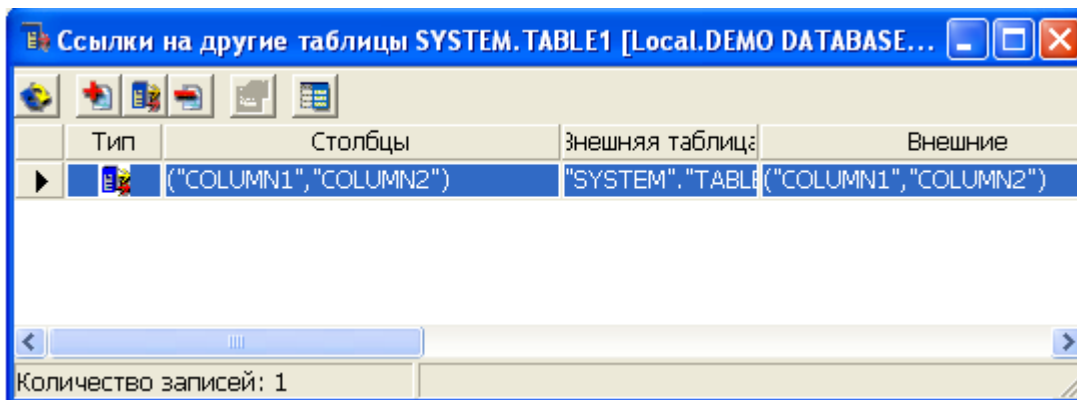 Ссылки на другие таблицы SYSTEM.TABLE1 [Local.DEMO DATABASE...
Тип Столбцы Внешняя таблица Внешние
("COLUMN1","COLUMN2") "SYSTEM"."TABLE ("COLUMN1","COLUMN2")
Количество записей: 1